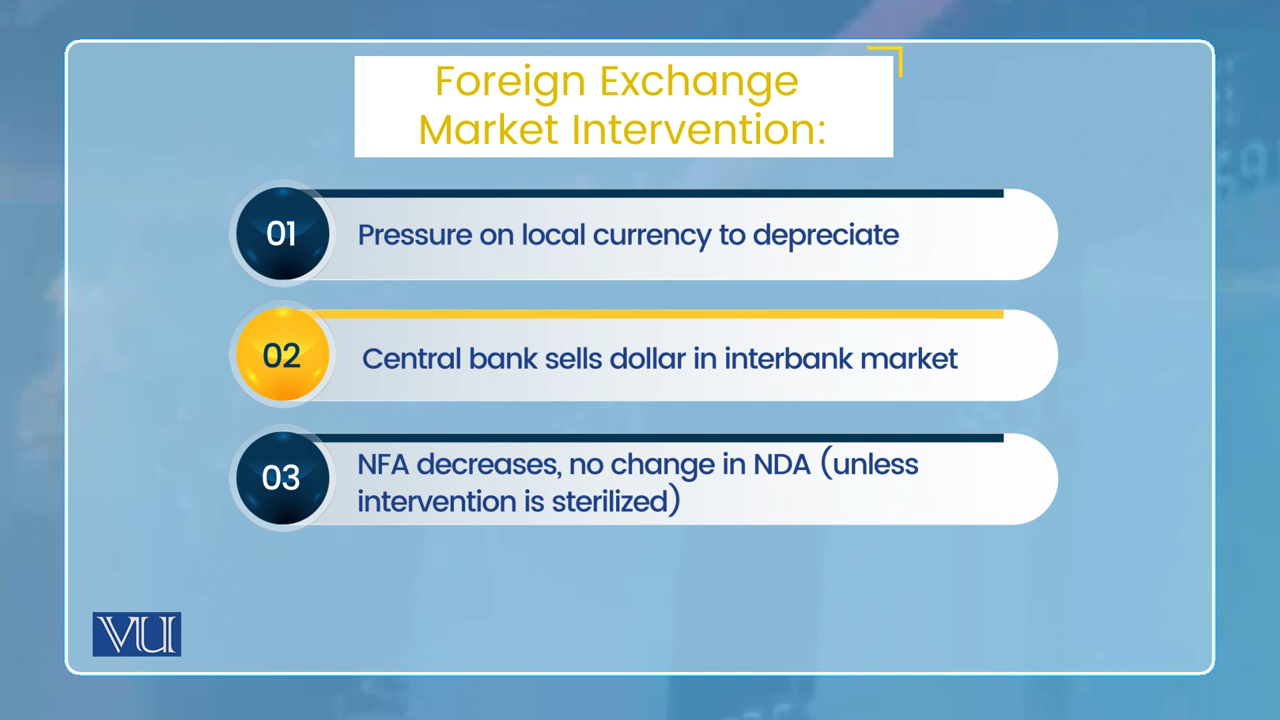 Foreign Exchange
Market Intervention:
01
Pressure on local currency to depreciate
02
Central bank sells dollar in interbank market
03
NFA decreases, no change in NDA (unless
intervention is sterilized)
VU